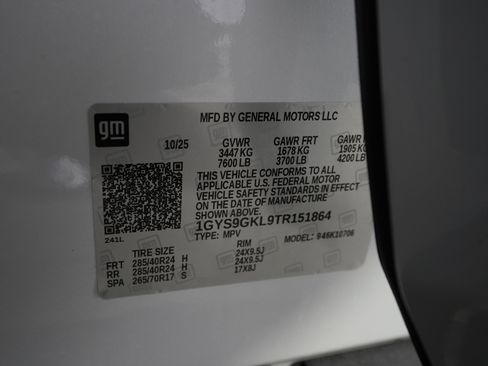 gm
MFD BY GENERAL MOTORS LLC
10/25 GVWR GAWR FRT GAWR
3447 KG 1678 KG 1905 KG
7600 LB 3700 LB 4200 LB
THIS VEHICLE CONFORMS TO ALL
APPLICABLE U.S. FEDERAL MOTOR
VEHICLE SAFETY STANDARDS IN EFFECT
ON THE DATE OF MANUFACTURE
SHOWN ABOVE.
1GYS9GKL9TR151864
TYPE: MPV MODEL: 946K10706
241L
TIRE SIZE RIM
FRT 285/40R24 H 24X9.5J
RR 285/40R24 H 24X9.5J
SPA 265/70R17 S 17X8J